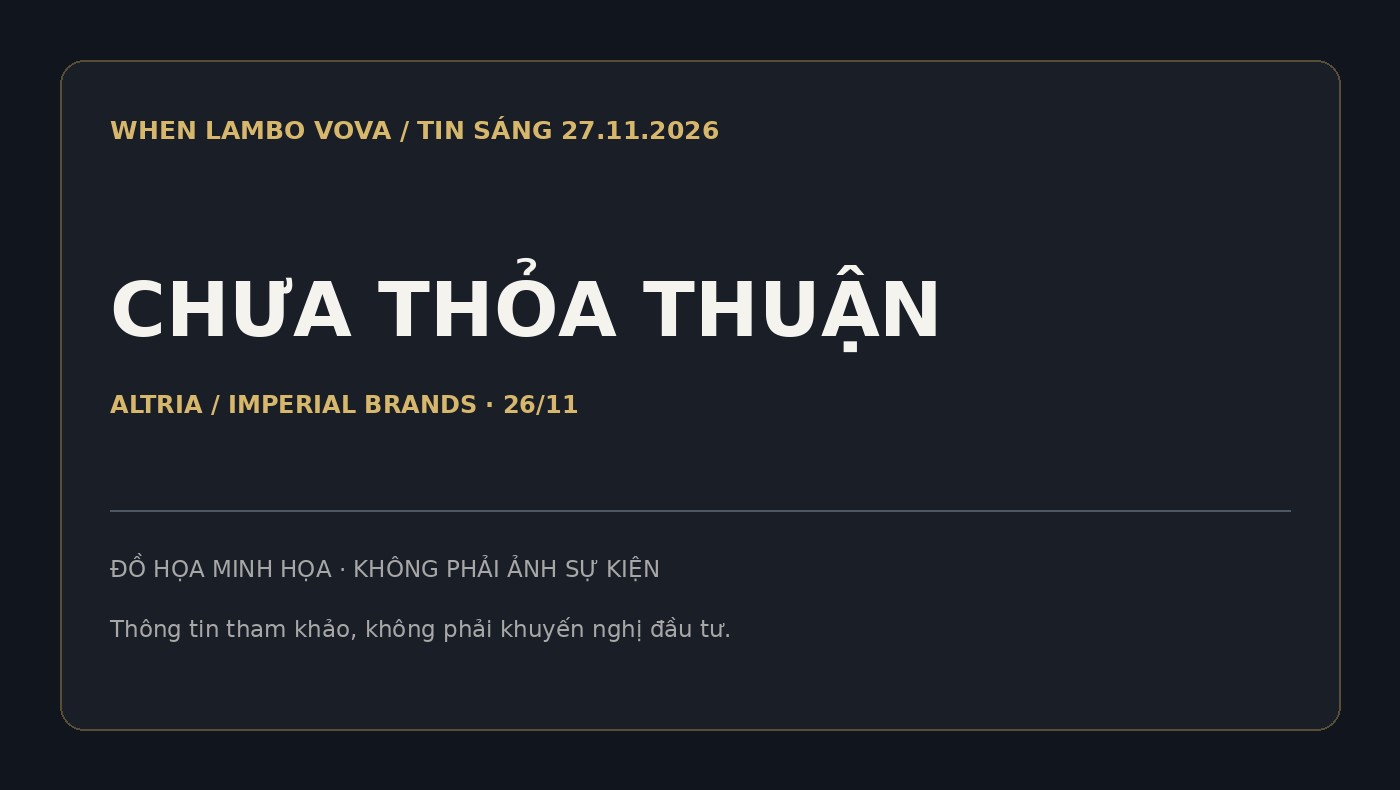 WHEN LAMBO VOVA / TIN SÁNG 27.11.2026
CHƯA THỎA THUẬN
ALTRIA / IMPERIAL BRANDS · 26/11
ĐỒ HỌA MINH HỌA · KHÔNG PHẢI ẢNH SỰ KIỆN
Thông tin tham khảo, không phải khuyến nghị đầu tư.